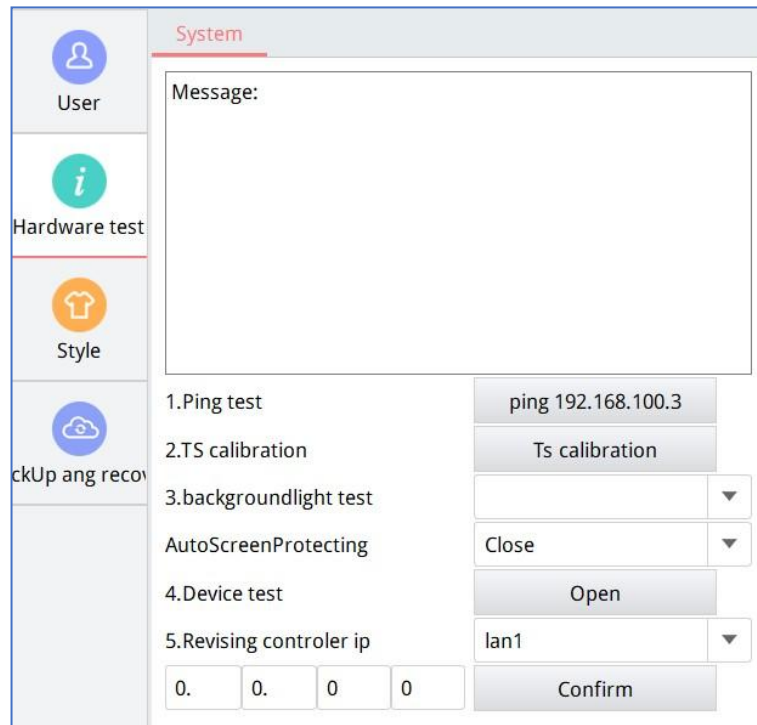 System
User
Hardware test
Style
ckUp ang recov
Message:
1.Ping test
ping 192.168.100.3
2.TS calibration
Ts calibration
3.backgroundlight test
AutoScreenProtecting
Close
4.Device test
Open
5.Revising controler ip
lan1
0. 0. 0 0
Confirm